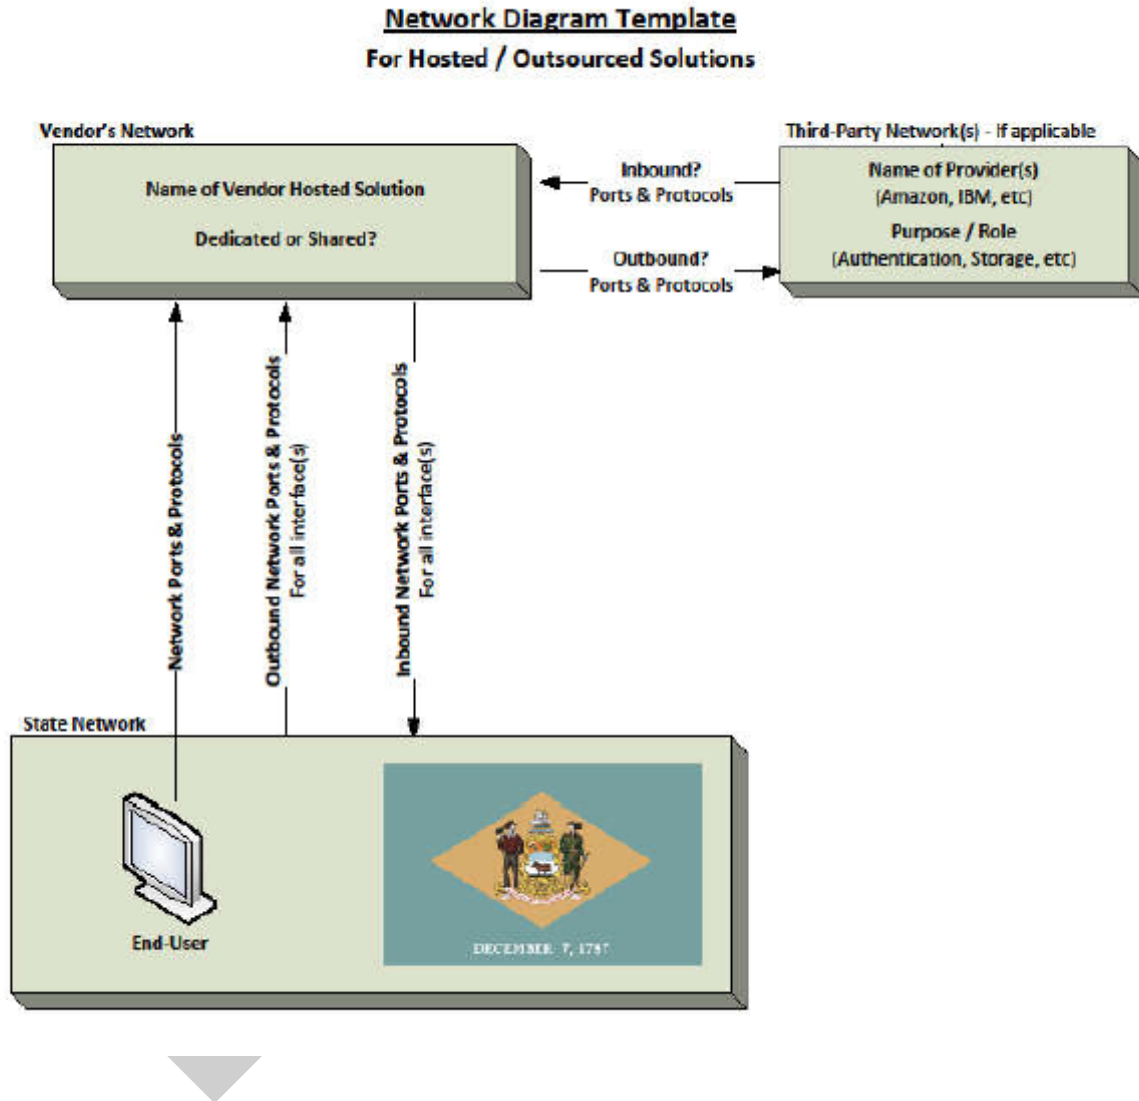 Network Diagram Template
For Hosted / Outsourced Solutions
Vendor's Network
Name of Vendor Hosted Solution
Dedicated or Shared?
Inbound?
Ports & Protocols
Outbound?
Ports & Protocols
Third-Party Network(s) - If applicable
Name of Provider(s)
(Amazon, IBM, etc)
Purpose / Role
(Authentication, Storage, etc)
Network Ports & Protocols
Outbound Network Ports & Protocols
For all interface(s)
Inbound Network Ports & Protocols
For all interface(s)
State Network
End-User
DECEMBER 7, 1787